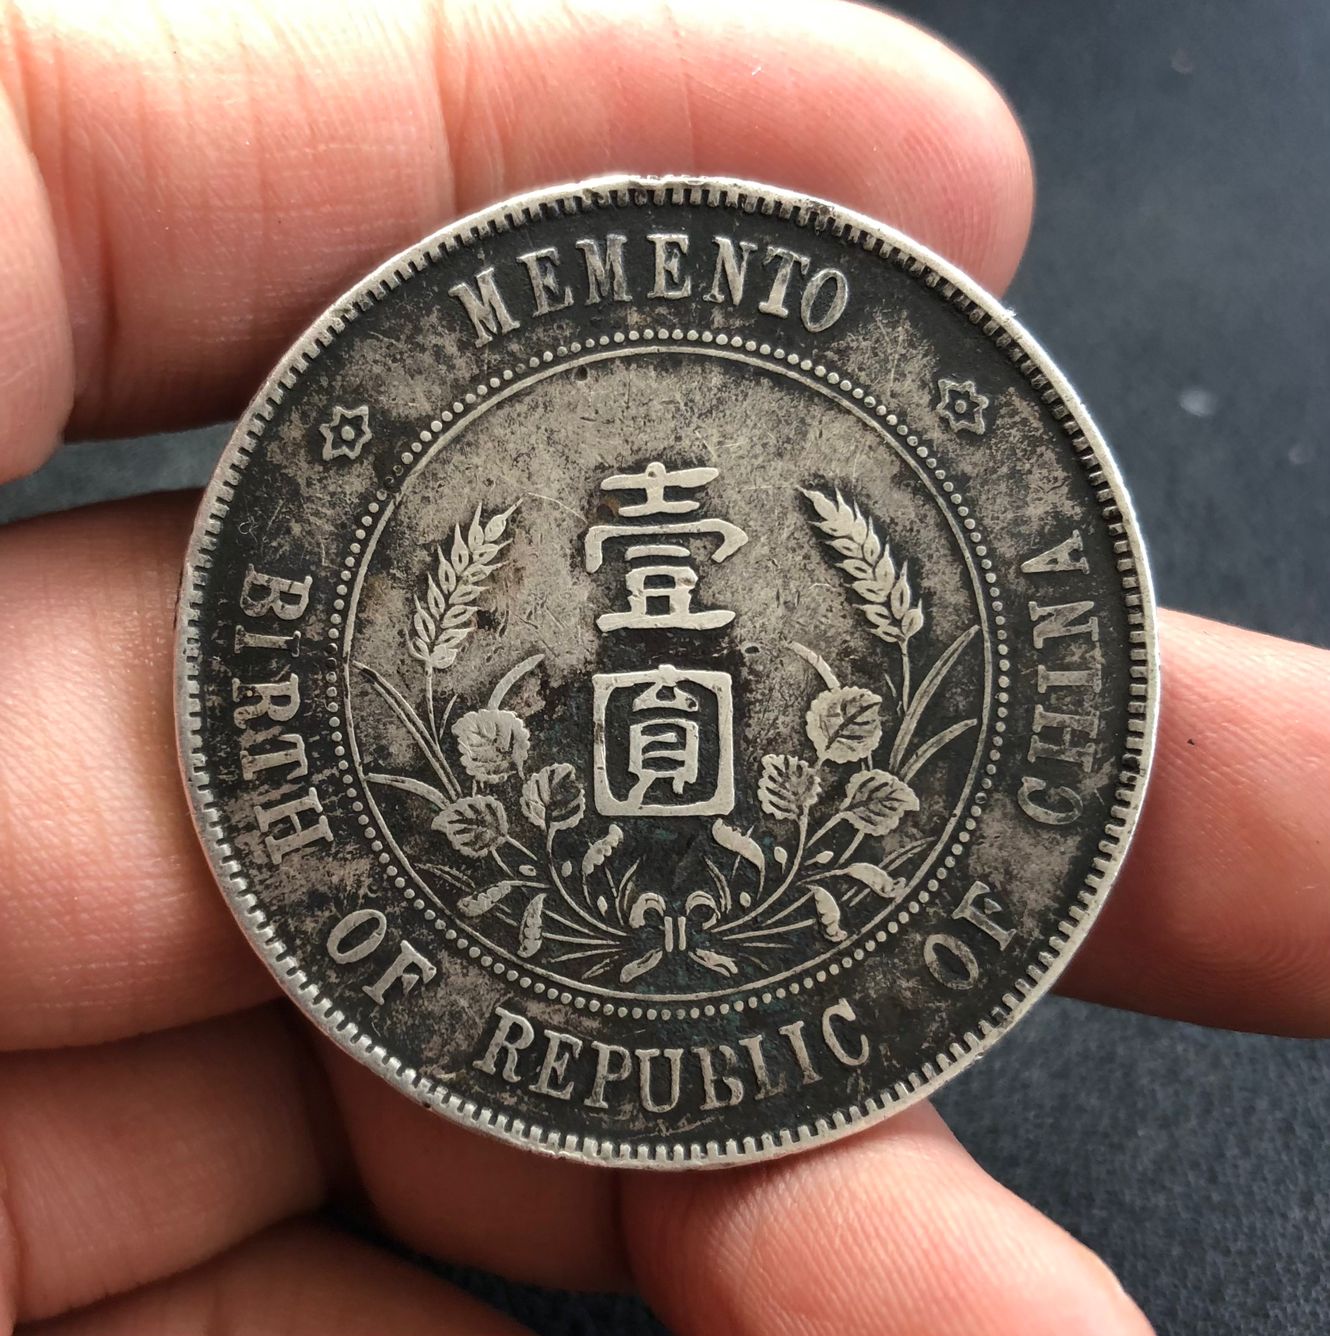 MEMENTO
BIRTH OF REPUBLIC OF CHINA
壹
圓